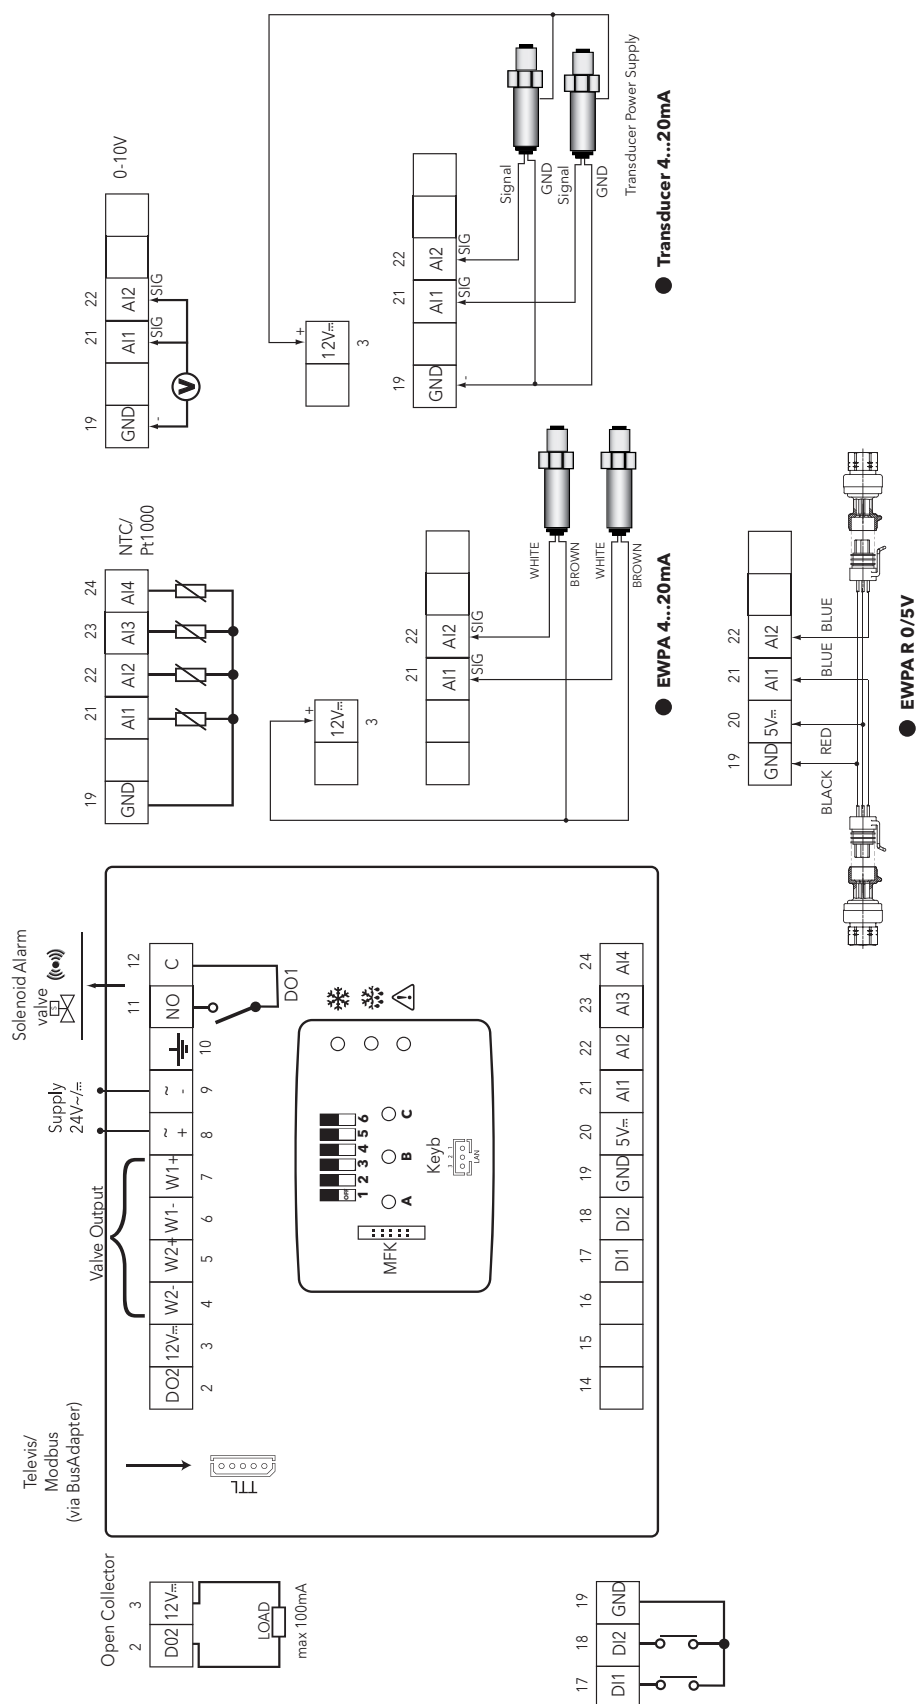 Open Collector
2 3
D02 12V⎓
LOAD
max 100mA
17 18 19
DI1 DI2 GND
Televis/
Modbus
(via BusAdapter)
TTL
Valve Output
Supply
24V~/⎓
Solenoid Alarm
valve
S
DO2 12V⎓ W2- W2+ W1- W1+ ~ + ~ - NO C
2 3 4 5 6 7 8 9 10 11 12
DO1
OFF
1 2 3 4 5 6
A B C
MFK
Keyb
3 2 1
LAN
14 15 16 17 18 19 20 21 22 23 24
DI1 DI2 GND 5V⎓ AI1 AI2 AI3 AI4
NTC/
Pt1000
19 21 22 23 24
GND AI1 AI2 AI3 AI4
0-10V
19 21 22
GND AI1 AI2
- SIG SIG
V
+
12V⎓
3
21 22
AI1 AI2
SIG SIG
WHITE
BROWN
WHITE
BROWN
● EWPA 4...20mA
+
12V⎓
3
19 21 22
GND AI1 AI2
- SIG SIG
Signal
GND
Signal
GND
Transducer Power Supply
● Transducer 4...20mA
19 20 21 22
GND 5V⎓ AI1 AI2
BLACK RED BLUE BLUE
● EWPA R 0/5V